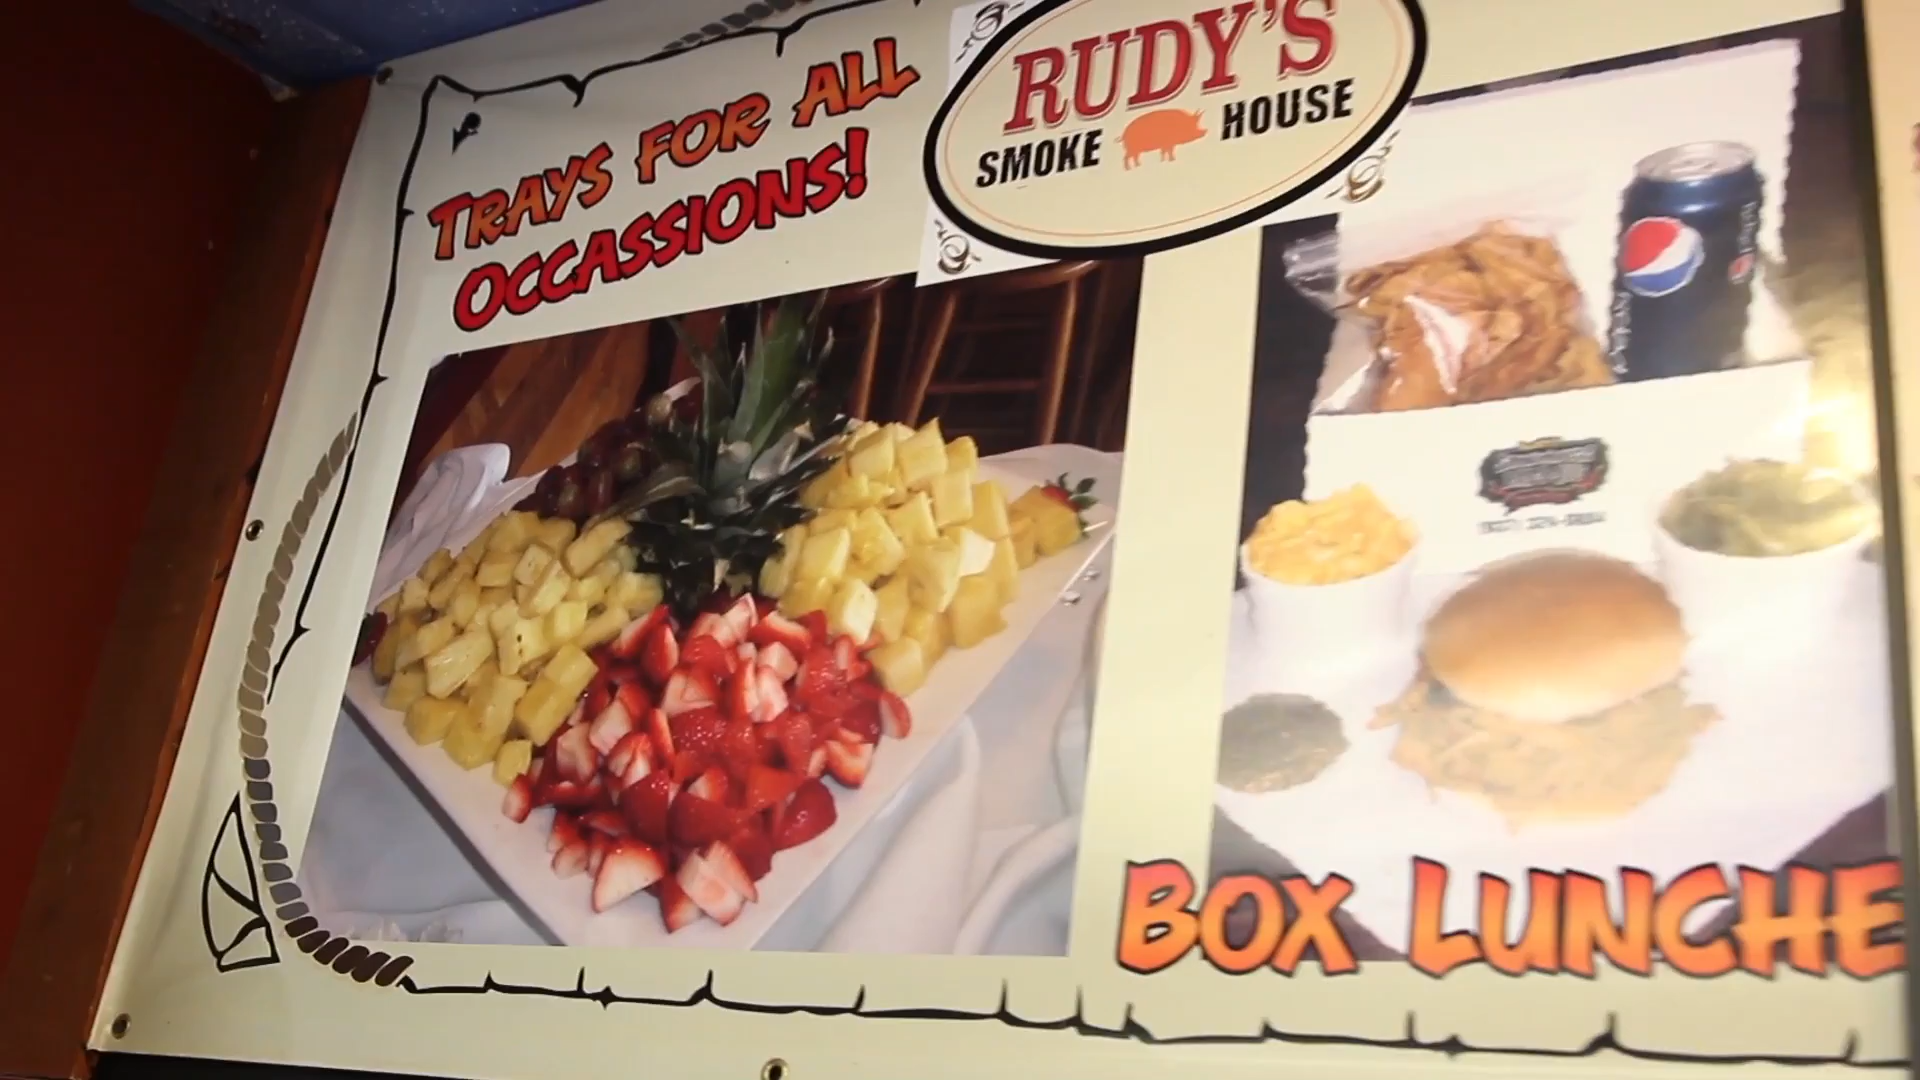 TRAYS FOR ALL
OCCASSIONS!
RUDY'S
SMOKE HOUSE
BOX LUNCHE